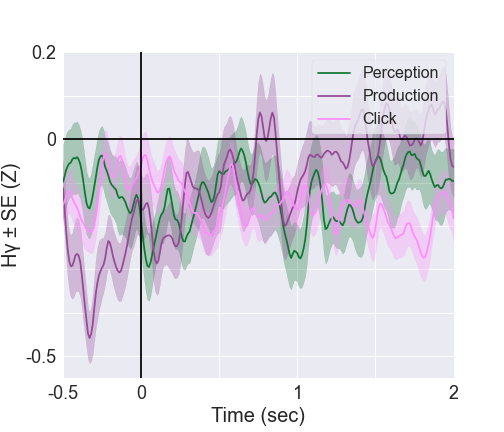 0.2
Perception
Production
Click
0
Hγ ± SE (Z)
-0.5
-0.5 0 1 2
Time (sec)